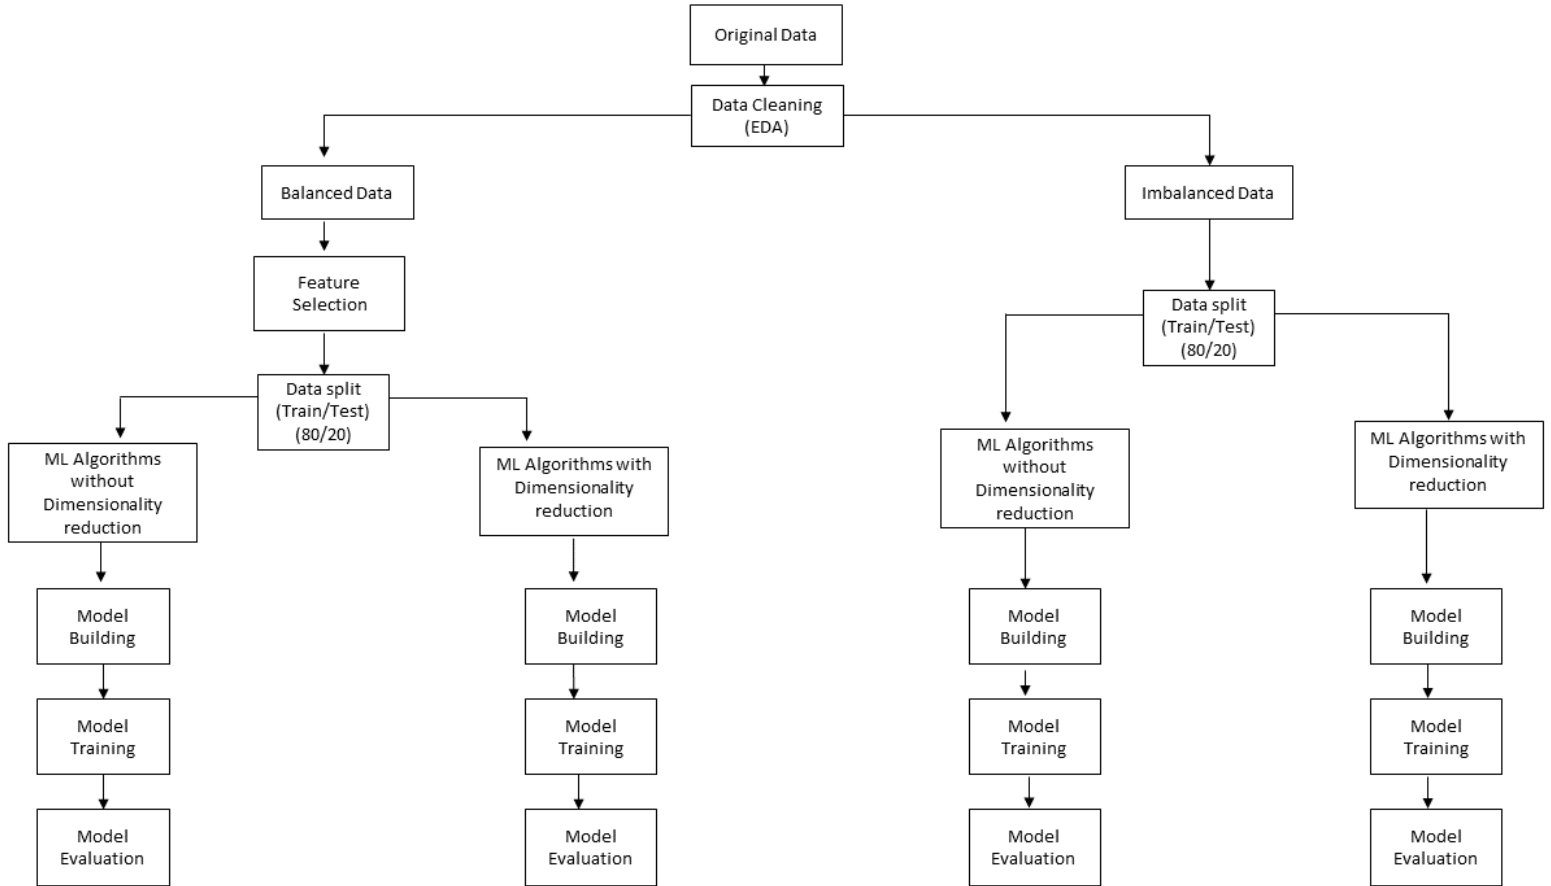 Original Data
Data Cleaning
(EDA)
Balanced Data
Imbalanced Data
Feature
Selection
Data split
(Train/Test)
(80/20)
Data split
(Train/Test)
(80/20)
ML Algorithms
without
Dimensionality
reduction
ML Algorithms with
Dimensionality
reduction
ML Algorithms
without
Dimensionality
reduction
ML Algorithms with
Dimensionality
reduction
Model
Building
Model
Building
Model
Building
Model
Building
Model
Training
Model
Training
Model
Training
Model
Training
Model
Evaluation
Model
Evaluation
Model
Evaluation
Model
Evaluation